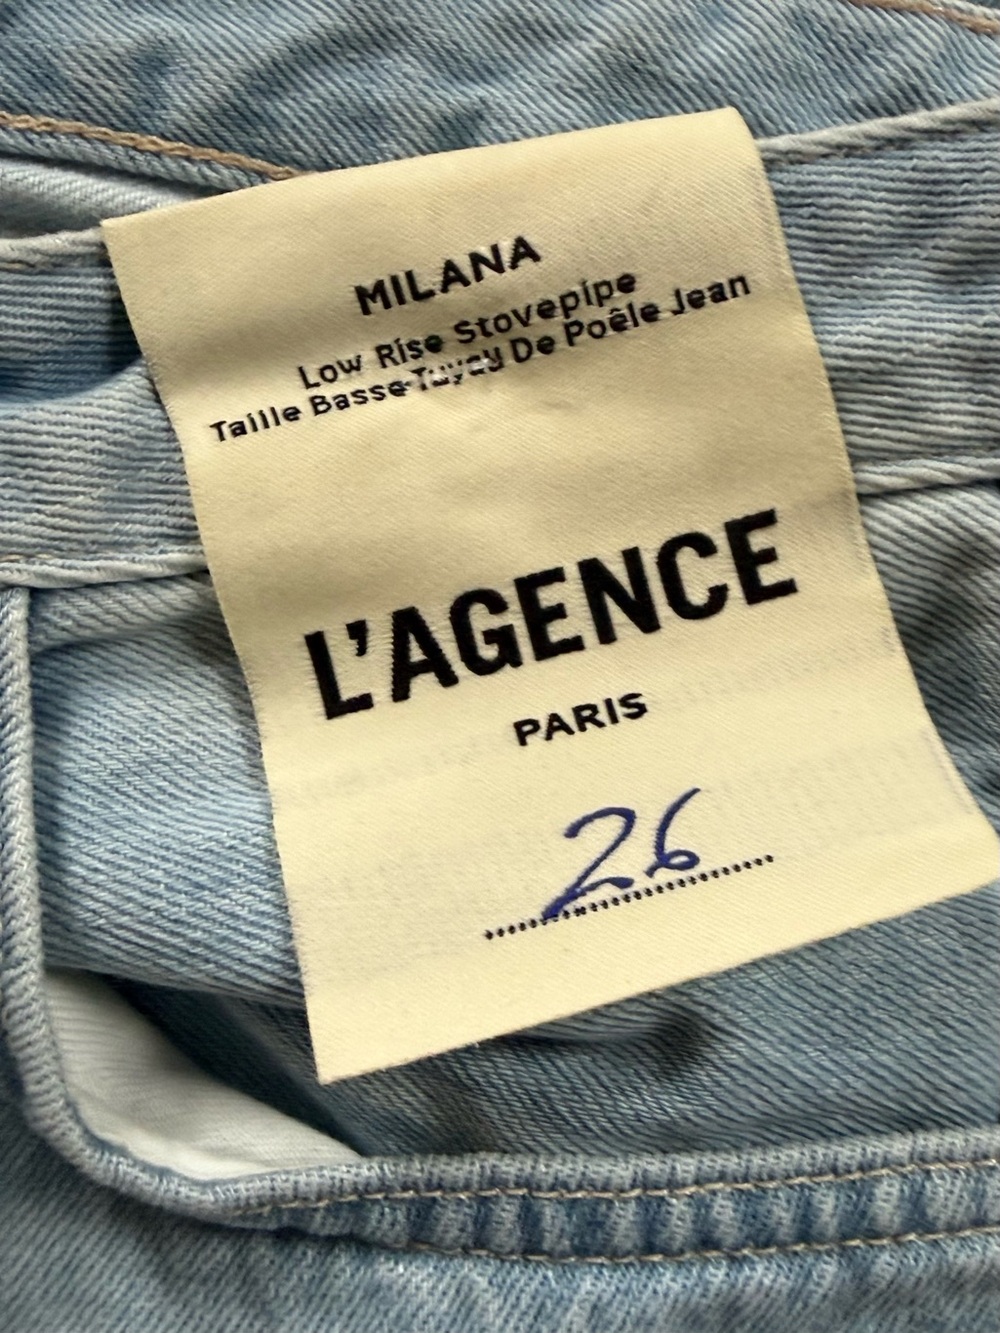 MILANA
Low Rise Stovepipe
Taille Basse Tuyau De Poêle Jean
L'AGENCE
PARIS
26